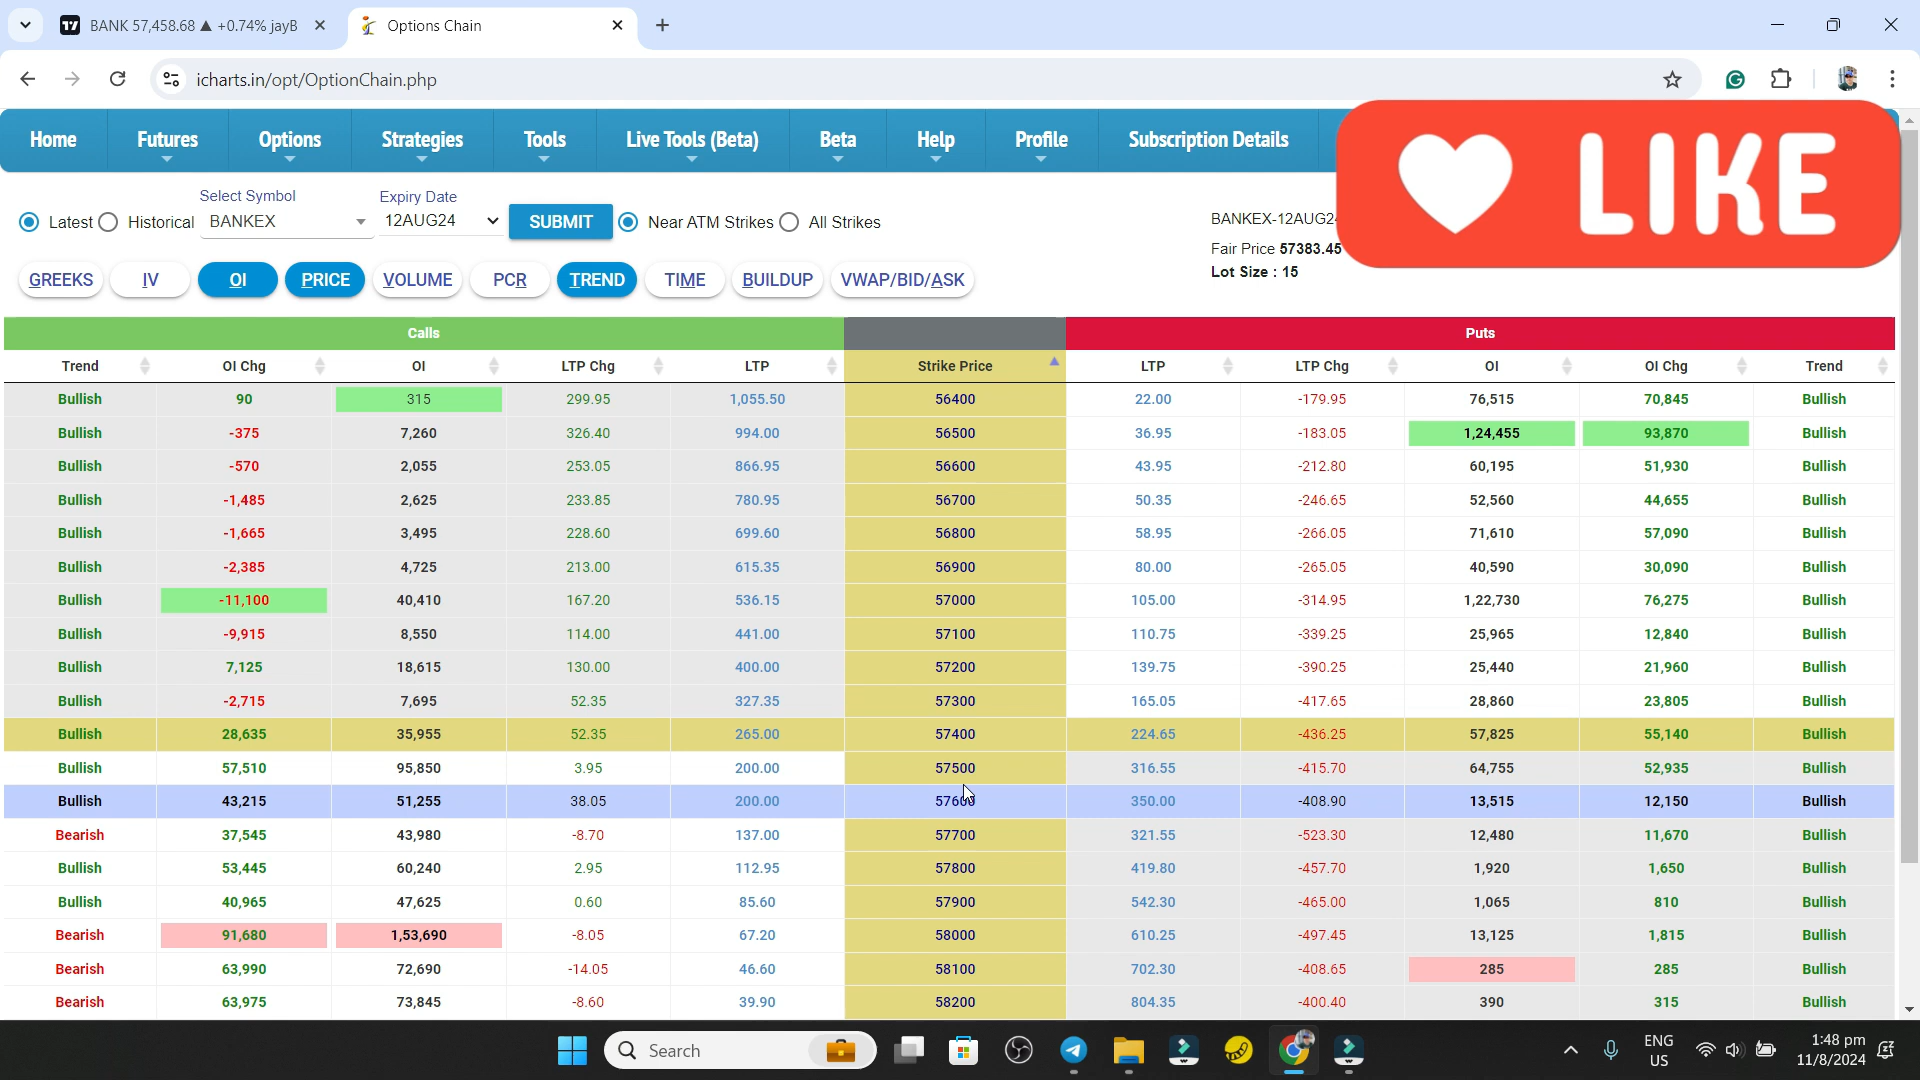 BANK 57,458.68 ▲ +0.74% jayB
Options Chain
icharts.in/opt/OptionChain.php
Home Futures Options Strategies Tools Live Tools (Beta) Beta Help Profile Subscription Details
LIKE
Select Symbol Expiry Date
Latest Historical BANKEX 12AUG24 SUBMIT Near ATM Strikes All Strikes
BANKEX-12AUG24
Fair Price 57383.45
Lot Size : 15
GREEKS IV OI PRICE VOLUME PCR TREND TIME BUILDUP VWAP/BID/ASK
Calls Puts
Trend OI Chg OI LTP Chg LTP Strike Price LTP LTP Chg OI OI Chg Trend
Bullish 90 315 299.95 1,055.50 56400 22.00 -179.95 76,515 70,845 Bullish
Bullish -375 7,260 326.40 994.00 56500 36.95 -183.05 1,24,455 93,870 Bullish
Bullish -570 2,055 253.05 866.95 56600 43.95 -212.80 60,195 51,930 Bullish
Bullish -1,485 2,625 233.85 780.95 56700 50.35 -246.65 52,560 44,655 Bullish
Bullish -1,665 3,495 228.60 699.60 56800 58.95 -266.05 71,610 57,090 Bullish
Bullish -2,385 4,725 213.00 615.35 56900 80.00 -265.05 40,590 30,090 Bullish
Bullish -11,100 40,410 167.20 536.15 57000 105.00 -314.95 1,22,730 76,275 Bullish
Bullish -9,915 8,550 114.00 441.00 57100 110.75 -339.25 25,965 12,840 Bullish
Bullish 7,125 18,615 130.00 400.00 57200 139.75 -390.25 25,440 21,960 Bullish
Bullish -2,715 7,695 52.35 327.35 57300 165.05 -417.65 28,860 23,805 Bullish
Bullish 28,635 35,955 52.35 265.00 57400 224.65 -436.25 57,825 55,140 Bullish
Bullish 57,510 95,850 3.95 200.00 57500 316.55 -415.70 64,755 52,935 Bullish
Bullish 43,215 51,255 38.05 200.00 57600 350.00 -408.90 13,515 12,150 Bullish
Bearish 37,545 43,980 -8.70 137.00 57700 321.55 -523.30 12,480 11,670 Bullish
Bullish 53,445 60,240 2.95 112.95 57800 419.80 -457.70 1,920 1,650 Bullish
Bullish 40,965 47,625 0.60 85.60 57900 542.30 -465.00 1,065 810 Bullish
Bearish 91,680 1,53,690 -8.05 67.20 58000 610.25 -497.45 13,125 1,815 Bullish
Bearish 63,990 72,690 -14.05 46.60 58100 702.30 -408.65 285 285 Bullish
Bearish 63,975 73,845 -8.60 39.90 58200 804.35 -400.40 390 315 Bullish
Search
ENG
US
1:48 pm
11/8/2024